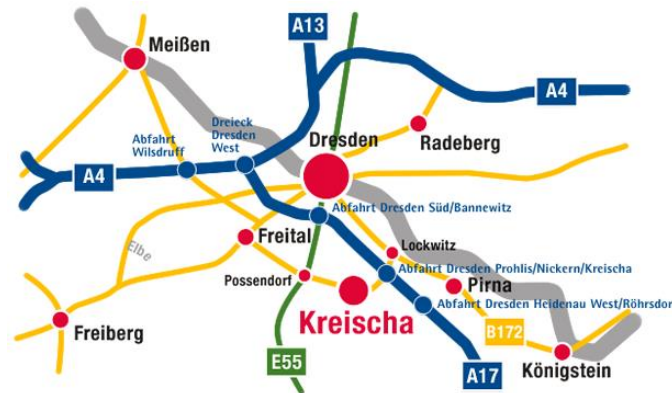 A13
Meißen
A4
Dreieck
Dresden
West
Abfahrt
Wilsdruff
Dresden
Radeberg
A4
Abfahrt Dresden Süd/Bannewitz
Freital
Elbe
Lockwitz
Possendorf
Abfahrt Dresden Prohlis/Nickern/Kreischa
Pirna
Abfahrt Dresden Heidenau West/Röhrsdor
Kreischa
Freiberg
B172
E55
Königstein
A17